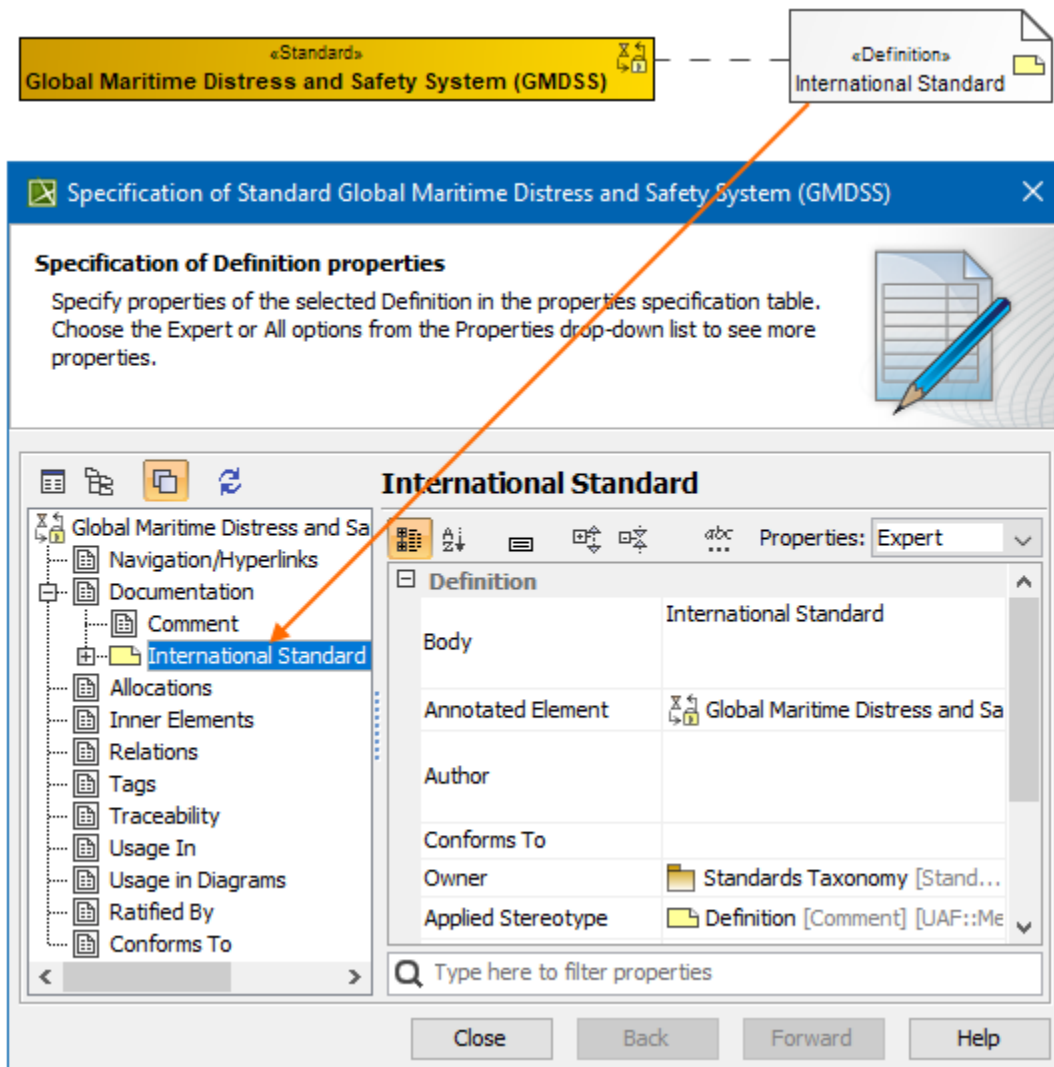 «Standard»
Global Maritime Distress and Safety System (GMDSS)
«Definition»
International Standard
Specification of Standard Global Maritime Distress and Safety System (GMDSS)
Specification of Definition properties
Specify properties of the selected Definition in the properties specification table.
Choose the Expert or All options from the Properties drop-down list to see more
properties.
International Standard
Global Maritime Distress and Sa
Navigation/Hyperlinks
Documentation
Comment
International Standard
Allocations
Inner Elements
Relations
Tags
Traceability
Usage In
Usage in Diagrams
Ratified By
Conforms To
abc Properties: Expert
Definition
Body International Standard
Annotated Element Global Maritime Distress and Sa
Author
Conforms To
Owner Standards Taxonomy [Stand...
Applied Stereotype Definition [Comment] [UAF::Me
Type here to filter properties
Close Back Forward Help